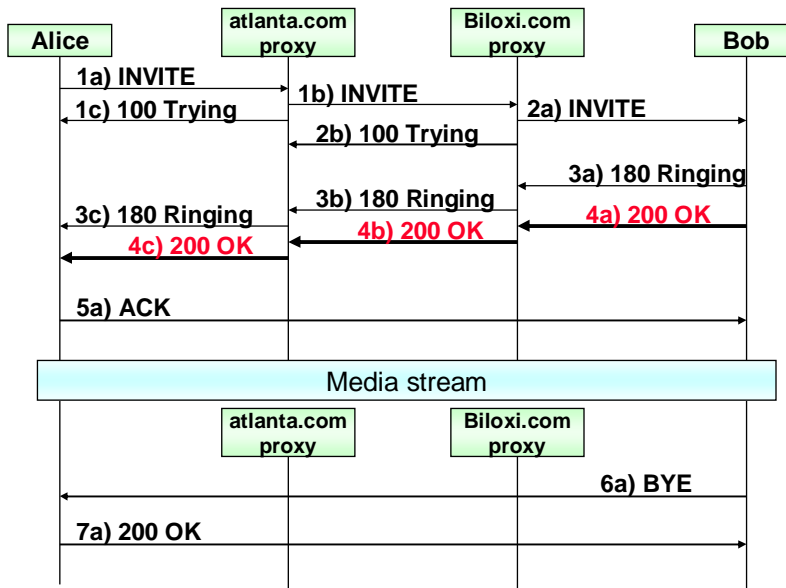 Alice
atlanta.com
proxy
Biloxi.com
proxy
Bob
1a) INVITE
1b) INVITE
1c) 100 Trying
2a) INVITE
2b) 100 Trying
3a) 180 Ringing
3b) 180 Ringing
3c) 180 Ringing
4a) 200 OK
4b) 200 OK
4c) 200 OK
5a) ACK
Media stream
atlanta.com
proxy
Biloxi.com
proxy
6a) BYE
7a) 200 OK